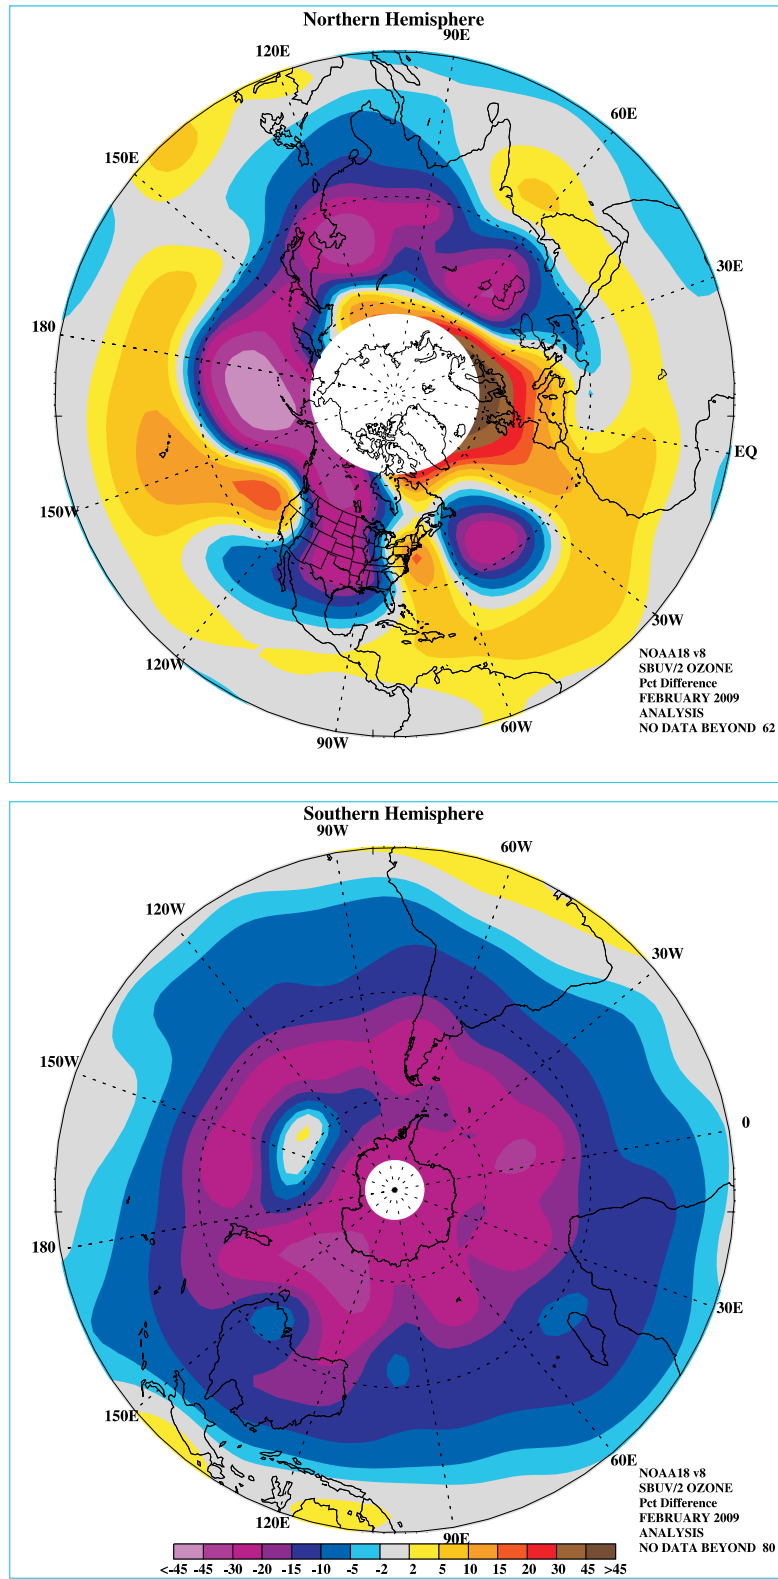 Northern Hemisphere
90E
120E
60E
150E
30E
180
EQ
150W
30W
120W
60W
90W
NOAA18 v8
SBUV/2 OZONE
Pct Difference
FEBRUARY 2009
ANALYSIS
NO DATA BEYOND 62
Southern Hemisphere
90W
60W
120W
30W
150W
0
180
30E
150E
60E
120E
90E
NOAA18 v8
SBUV/2 OZONE
Pct Difference
FEBRUARY 2009
ANALYSIS
NO DATA BEYOND 80
<-45 -45 -30 -20 -15 -10 -5 -2 2 5 10 15 20 30 45 >45